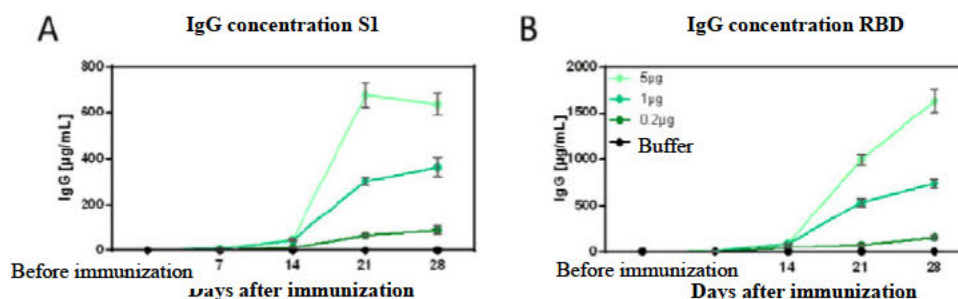 A
IgG concentration S1
800
600
400
200
0
IgG [µg/mL]
Before immunization
7
14
21
28
Days after immunization
B
IgG concentration RBD
2000
1500
1000
500
0
IgG [µg/mL]
5µg
1µg
0.2µg
Buffer
Before immunization
14
21
28
Days after immunization